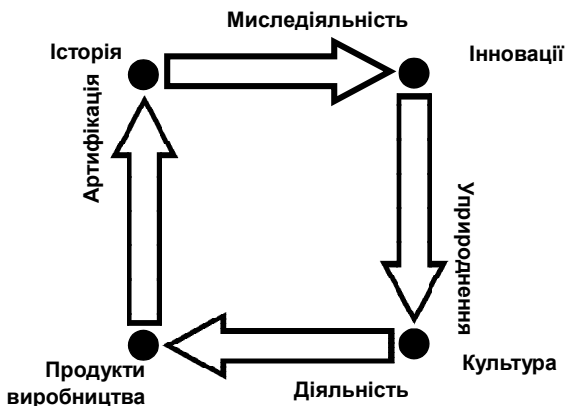 Миследіяльність
Історія
Інновації
Артифікація
Уприроднення
Продукти
виробництва
Діяльність
Культура